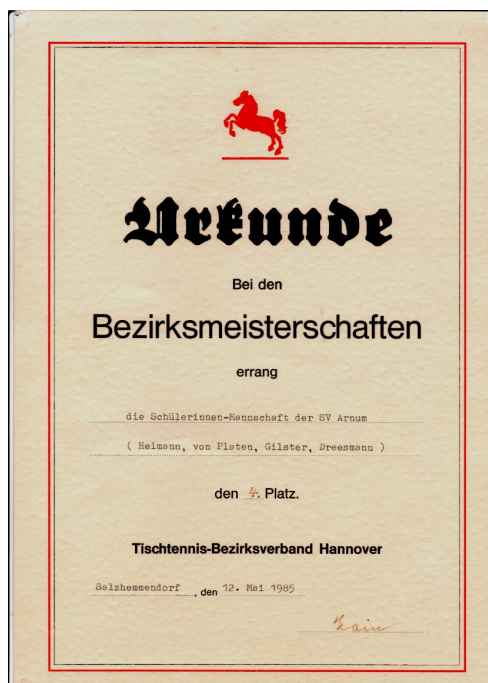 Urkunde
Bei den
Bezirksmeisterschaften
errang
die Schülerinnen-Mannschaft der SV Arnum
( Heimann, von Platen, Gilster, Dreesmann )
den 4. Platz.
Tischtennis-Bezirksverband Hannover
Salzhemmendorf , den 12. Mai 1985